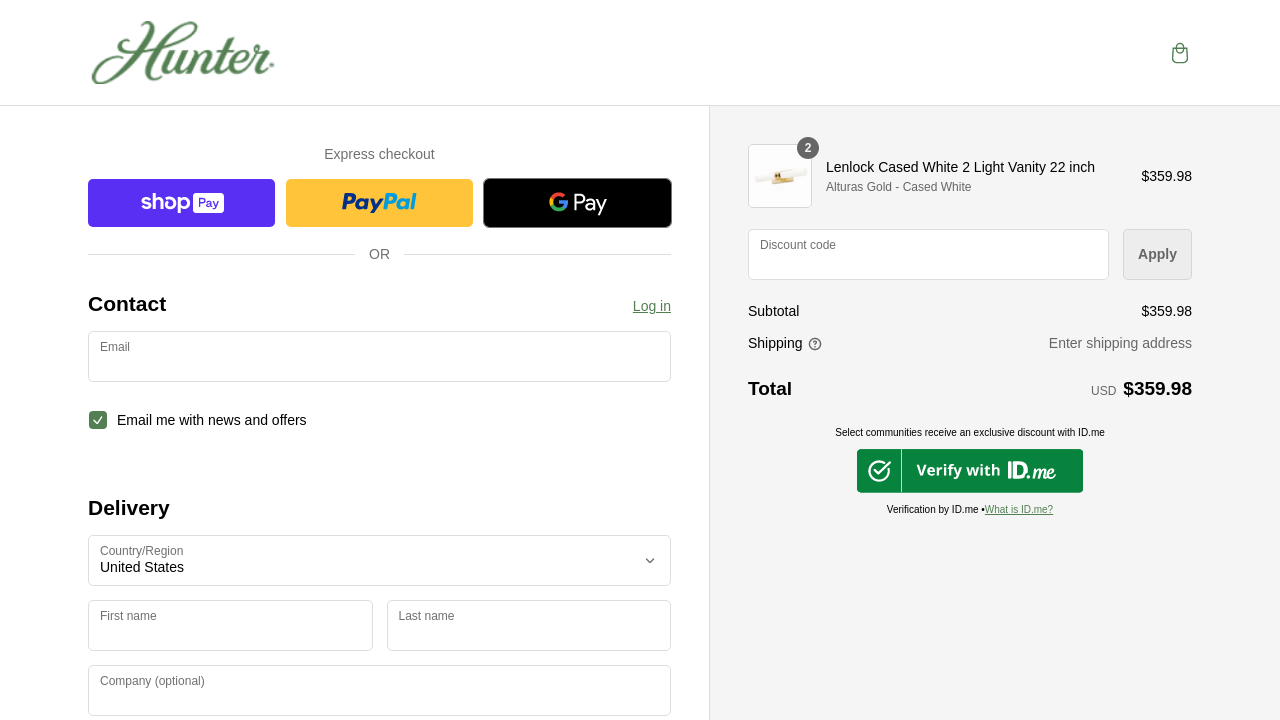 Hunter
Express checkout
shop Pay
PayPal
G Pay
OR
Contact
Log in
Email
Email me with news and offers
Delivery
Country/Region
United States
First name
Last name
Company (optional)
2
Lenlock Cased White 2 Light Vanity 22 inch
Alturas Gold - Cased White
$359.98
Discount code
Apply
Subtotal
$359.98
Shipping
Enter shipping address
Total
USD $359.98
Select communities receive an exclusive discount with ID.me
Verify with ID.me
Verification by ID.me •What is ID.me?